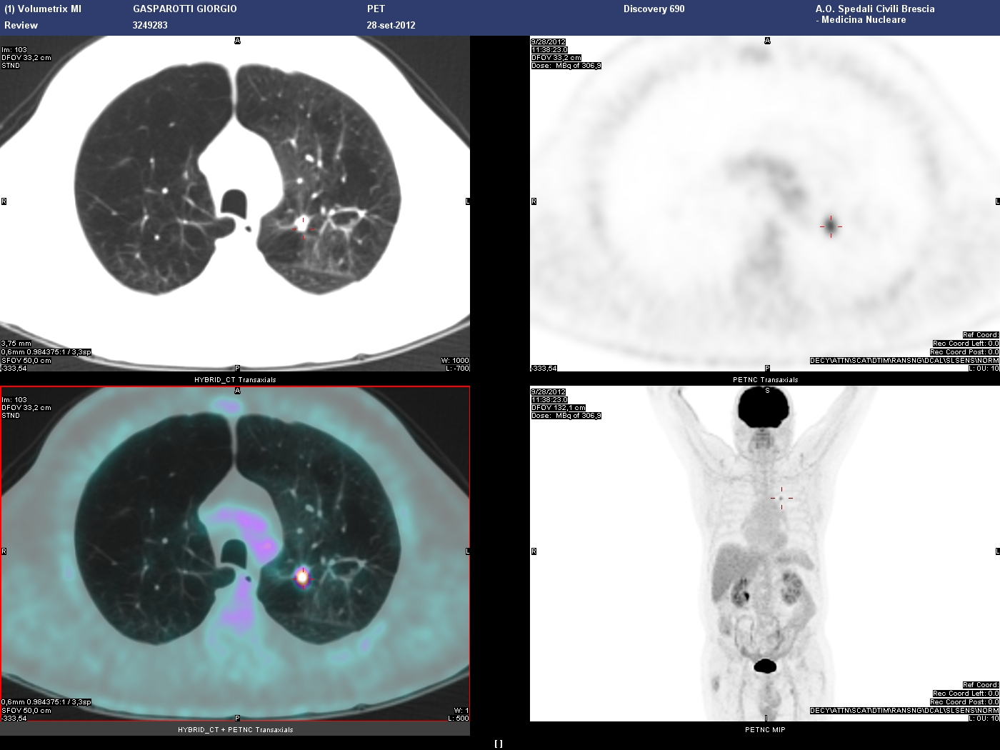 (1) Volumetrix MI GASPAROTTI GIORGIO PET Discovery 690 A.O. Spedali Civili Brescia
Review 3249283 28-set-2012 - Medicina Nucleare
Im: 103
DFOV 33,2 cm
STND
A
R
L
3,75 mm
0,6mm 0.984375:1 / 3,3sp
SFOV 50,0 cm
-333,54
P
W: 1000
L: -700
HYBRID_CT Transaxials
9/28/2012
11:38:23.0
DFOV 33,2 cm
Dose: MBq of 306,9
A
L
Ref Coord:
Rec Coord Left: 0.0
Rec Coord Post: 0.0
DECY\ATTN\SCAT\DTIM\RANSNG\DCAL\SLSENS\NORM
-333,54
P
L: 0U: 10
PETNC Transaxials
Im: 103
DFOV 33,2 cm
STND
A
R
L
0,6mm 0.984375:1 / 3,3sp
SFOV 50,0 cm
-333,54
P
W: 1
L: 500
HYBRID_CT + PETNC Transaxials
9/28/2012
11:38:23.0
DFOV 132,1 cm
Dose: MBq of 306,9
S
R
L
Ref Coord:
Rec Coord Left: 0.0
Rec Coord Post: 0.0
DECY\ATTN\SCAT\DTIM\RANSNG\DCAL\SLSENS\NORM
I
L: 0U: 10
PETNC MIP
[ ]